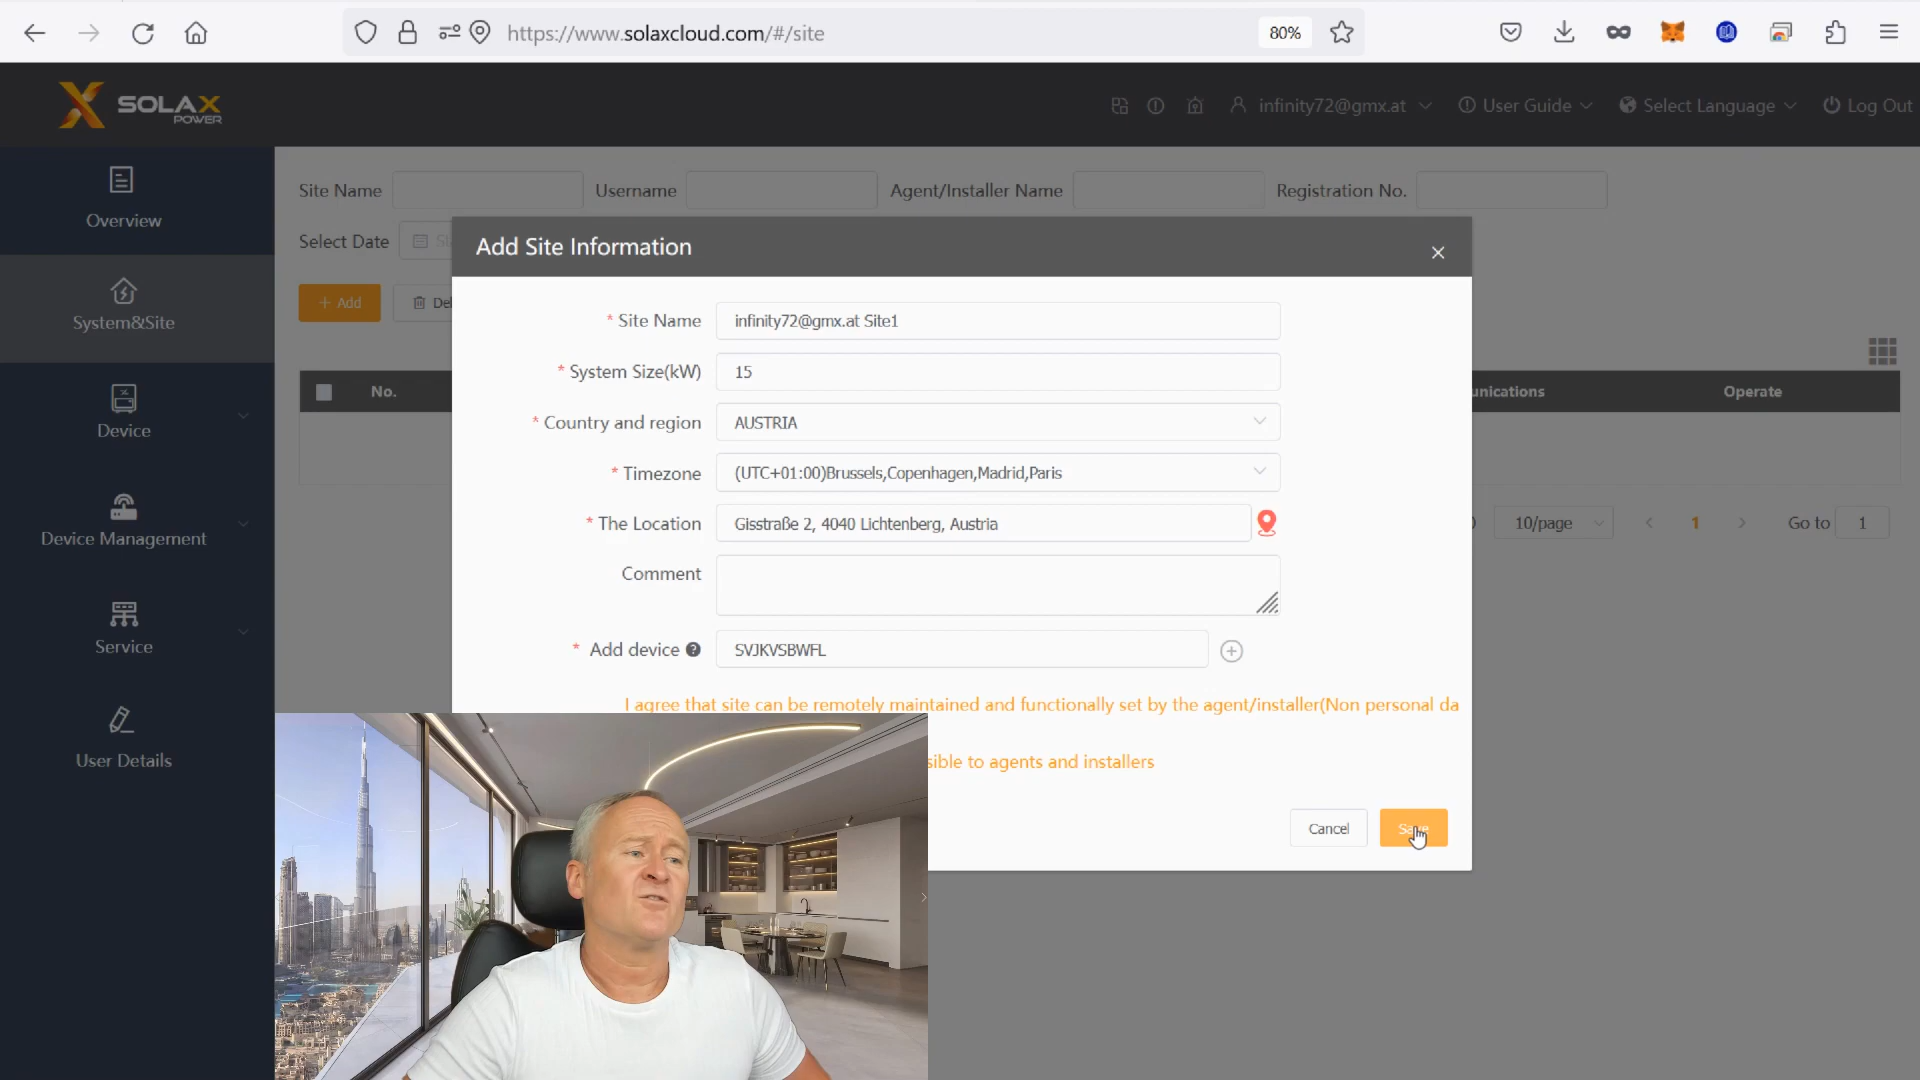 https://www.solaxcloud.com/#/site
80%
SOLAX
POWER
infinity72@gmx.at
User Guide
Select Language
Log Out
Overview
System&Site
Device
Device Management
Service
User Details
Site Name
Username
Agent/Installer Name
Registration No.
Select Date
+ Add
No.
Operate
10/page
1
Go to
1
Add Site Information
* Site Name
infinity72@gmx.at Site1
* System Size(kW)
15
* Country and region
AUSTRIA
* Timezone
(UTC+01:00)Brussels,Copenhagen,Madrid,Paris
* The Location
Gisstraße 2, 4040 Lichtenberg, Austria
Comment
* Add device
SVJKVSBWFL
I agree that site can be remotely maintained and functionally set by the agent/installer(Non personal da
to agents and installers
Cancel